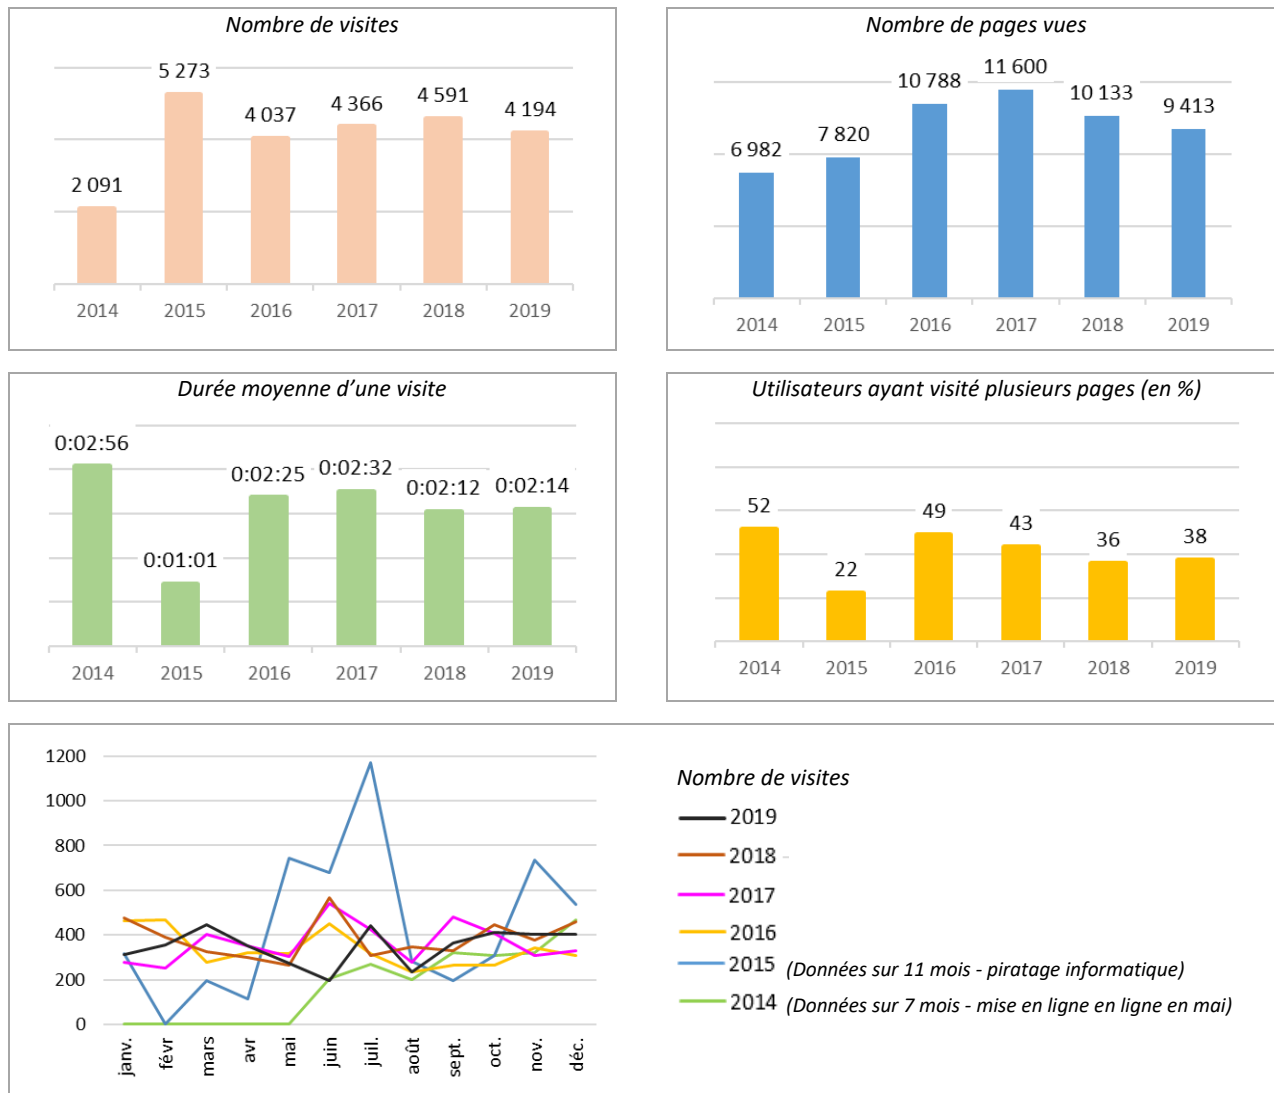 Nombre de visites
5 273
4 037
4 366
4 591
4 194
2 091
2014 2015 2016 2017 2018 2019
Nombre de pages vues
10 788
11 600
10 133
9 413
6 982
7 820
2014 2015 2016 2017 2018 2019
Durée moyenne d’une visite
0:02:56
0:01:01
0:02:25
0:02:32
0:02:12
0:02:14
2014 2015 2016 2017 2018 2019
Utilisateurs ayant visité plusieurs pages (en %)
52
22
49
43
36
38
2014 2015 2016 2017 2018 2019
1200
1000
800
600
400
200
0
janv. févr mars avr mai juin juil. août sept. oct. nov. déc.
Nombre de visites
2019
2018
2017
2016
2015 (Données sur 11 mois - piratage informatique)
2014 (Données sur 7 mois - mise en ligne en ligne en mai)